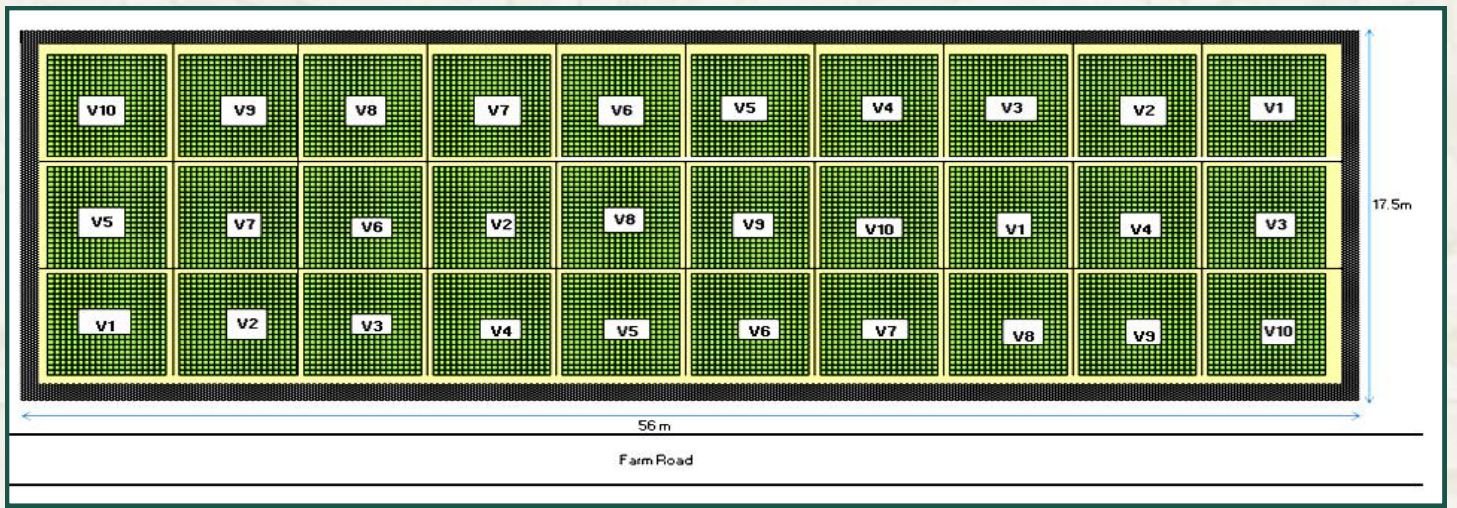 V10 V9 V8 V7 V6 V5 V4 V3 V2 V1
V5 V7 V6 V2 V8 V9 V10 V1 V4 V3
17.5m
V1 V2 V3 V4 V5 V6 V7 V8 V9 V10
56 m
Farm Road